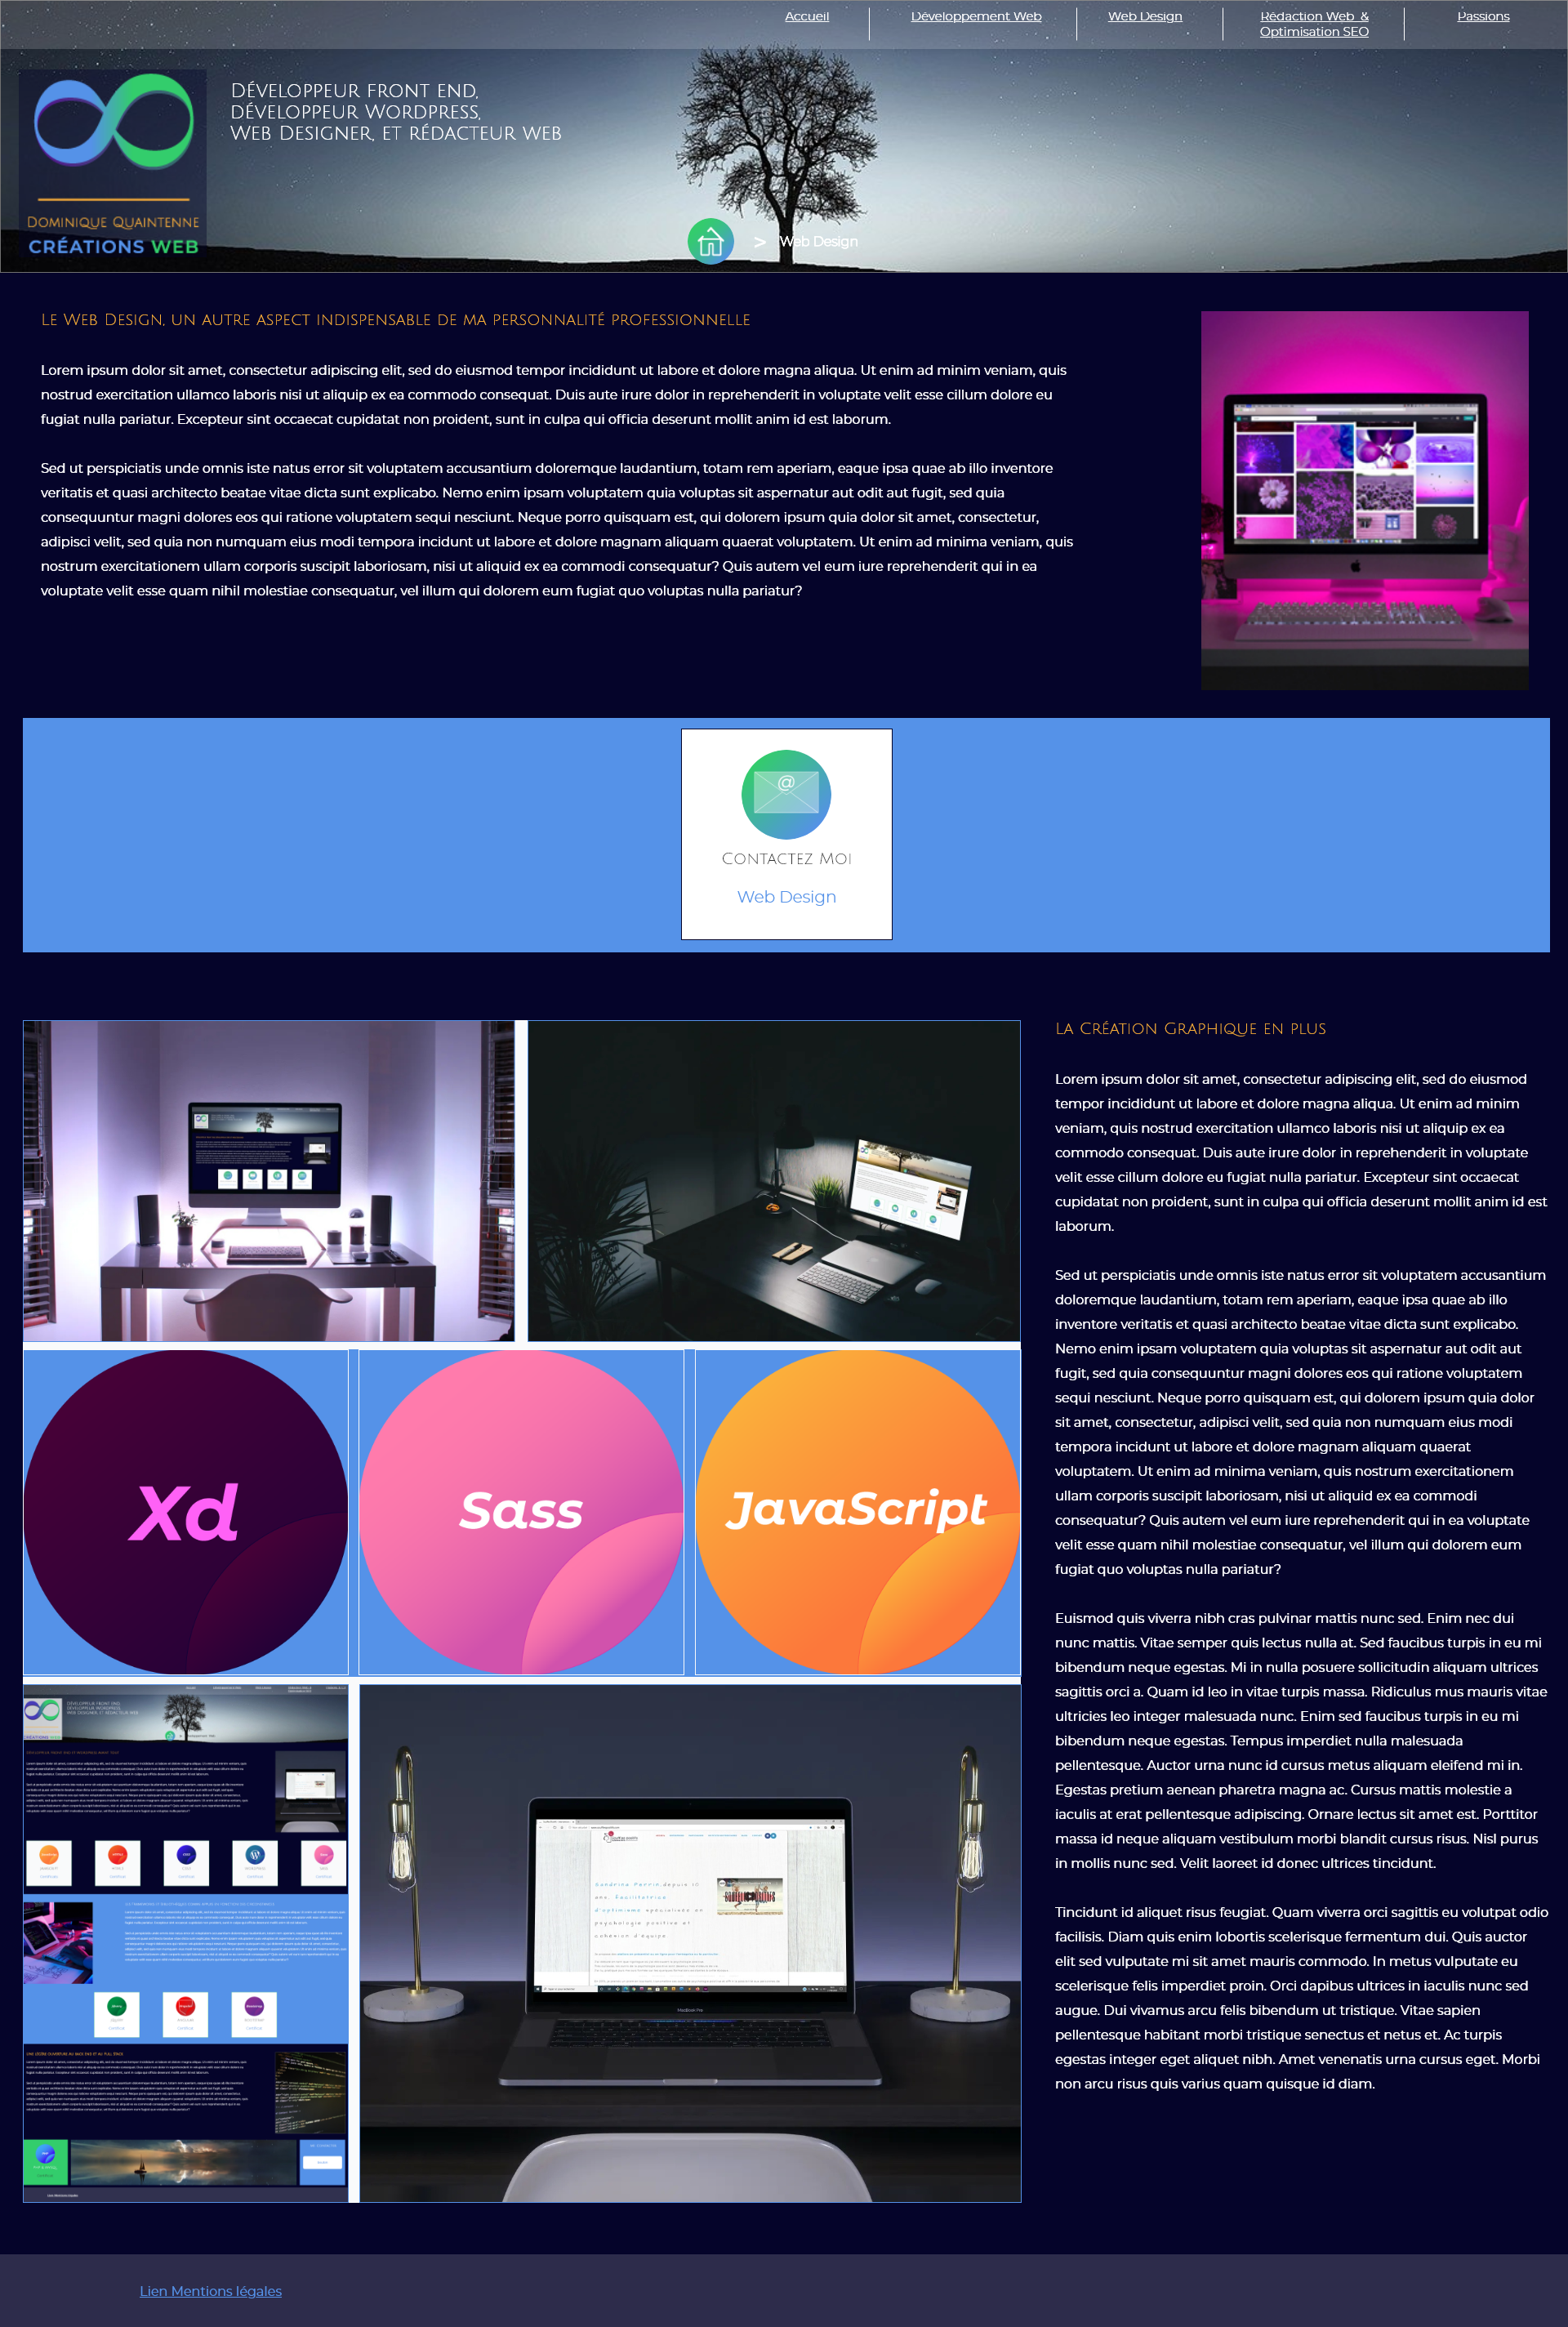 Accueil
Développement Web
Web Design
Rédaction Web &
Optimisation SEO
Passions
Développeur front end,
développeur Wordpress,
Web Designer, et rédacteur web
Dominique Quaintenne
CRÉATIONS WEB
> Web Design
Le Web Design, un autre aspect indispensable de ma personnalité professionnelle
Lorem ipsum dolor sit amet, consectetur adipiscing elit, sed do eiusmod tempor incididunt ut labore et dolore magna aliqua. Ut enim ad minim veniam, quis
nostrud exercitation ullamco laboris nisi ut aliquip ex ea commodo consequat. Duis aute irure dolor in reprehenderit in voluptate velit esse cillum dolore eu
fugiat nulla pariatur. Excepteur sint occaecat cupidatat non proident, sunt in culpa qui officia deserunt mollit anim id est laborum.
Sed ut perspiciatis unde omnis iste natus error sit voluptatem accusantium doloremque laudantium, totam rem aperiam, eaque ipsa quae ab illo inventore
veritatis et quasi architecto beatae vitae dicta sunt explicabo. Nemo enim ipsam voluptatem quia voluptas sit aspernatur aut odit aut fugit, sed quia
consequuntur magni dolores eos qui ratione voluptatem sequi nesciunt. Neque porro quisquam est, qui dolorem ipsum quia dolor sit amet, consectetur,
adipisci velit, sed quia non numquam eius modi tempora incidunt ut labore et dolore magnam aliquam quaerat voluptatem. Ut enim ad minima veniam, quis
nostrum exercitationem ullam corporis suscipit laboriosam, nisi ut aliquid ex ea commodi consequatur? Quis autem vel eum iure reprehenderit qui in ea
voluptate velit esse quam nihil molestiae consequatur, vel illum qui dolorem eum fugiat quo voluptas nulla pariatur?
@
Contactez Moi
Web Design
La Création Graphique en plus
Lorem ipsum dolor sit amet, consectetur adipiscing elit, sed do eiusmod
tempor incididunt ut labore et dolore magna aliqua. Ut enim ad minim
veniam, quis nostrud exercitation ullamco laboris nisi ut aliquip ex ea
commodo consequat. Duis aute irure dolor in reprehenderit in voluptate
velit esse cillum dolore eu fugiat nulla pariatur. Excepteur sint occaecat
cupidatat non proident, sunt in culpa qui officia deserunt mollit anim id est
laborum.
Sed ut perspiciatis unde omnis iste natus error sit voluptatem accusantium
doloremque laudantium, totam rem aperiam, eaque ipsa quae ab illo
inventore veritatis et quasi architecto beatae vitae dicta sunt explicabo.
Nemo enim ipsam voluptatem quia voluptas sit aspernatur aut odit aut
fugit, sed quia consequuntur magni dolores eos qui ratione voluptatem
sequi nesciunt. Neque porro quisquam est, qui dolorem ipsum quia dolor
sit amet, consectetur, adipisci velit, sed quia non numquam eius modi
tempora incidunt ut labore et dolore magnam aliquam quaerat
voluptatem. Ut enim ad minima veniam, quis nostrum exercitationem
ullam corporis suscipit laboriosam, nisi ut aliquid ex ea commodi
consequatur? Quis autem vel eum iure reprehenderit qui in ea voluptate
velit esse quam nihil molestiae consequatur, vel illum qui dolorem eum
fugiat quo voluptas nulla pariatur?
Euismod quis viverra nibh cras pulvinar mattis nunc sed. Enim nec dui
nunc mattis. Vitae semper quis lectus nulla at. Sed faucibus turpis in eu mi
bibendum neque egestas. Mi in nulla posuere sollicitudin aliquam ultrices
sagittis orci a. Quam id leo in vitae turpis massa. Ridiculus mus mauris vitae
ultricies leo integer malesuada nunc. Enim sed faucibus turpis in eu mi
bibendum neque egestas. Tempus imperdiet nulla malesuada
pellentesque. Auctor urna nunc id cursus metus aliquam eleifend mi in.
Egestas pretium aenean pharetra magna ac. Cursus mattis molestie a
iaculis at erat pellentesque adipiscing. Ornare lectus sit amet est. Porttitor
massa id neque aliquam vestibulum morbi blandit cursus risus. Nisl purus
in mollis nunc sed. Velit laoreet id donec ultrices tincidunt.
Tincidunt id aliquet risus feugiat. Quam viverra orci sagittis eu volutpat odio
facilisis. Diam quis enim lobortis scelerisque fermentum dui. Quis auctor
elit sed vulputate mi sit amet mauris commodo. In metus vulputate eu
scelerisque felis imperdiet proin. Orci dapibus ultrices in iaculis nunc sed
augue. Dui vivamus arcu felis bibendum ut tristique. Vitae sapien
pellentesque habitant morbi tristique senectus et netus et. Ac turpis
egestas integer eget aliquet nibh. Amet venenatis urna cursus eget. Morbi
non arcu risus quis varius quam quisque id diam.
Xd
Sass
JavaScript
Développeur front end,
développeur Wordpress,
Web Designer, et rédacteur web
Sandrine Perrin, depuis 10
ans, Facilitatrice
d'optimisme spécialisée en
psychologie positive et
cohésion d'équipe
MacBook Pro
Lien Mentions légales